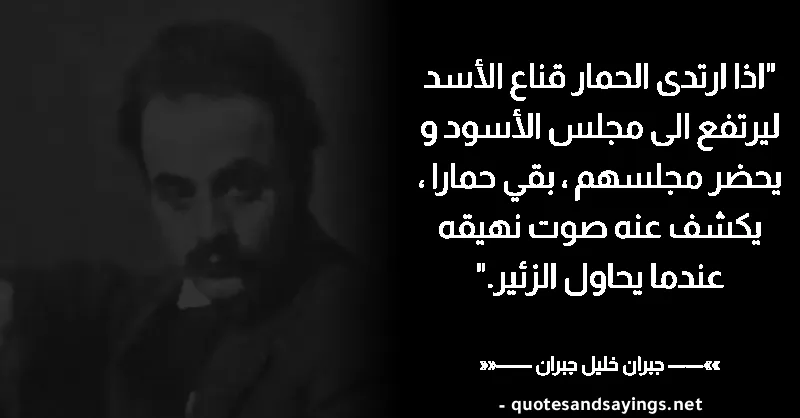 "اذا ارتدى الحمار قناع الأسد
ليرتفع الى مجلس الأسود و
يحضر مجلسهم ، بقي حمارا ،
يكشف عنه صوت نهيقه
عندما يحاول الزئير."
»»—— جبران خليل جبران ——««
- quotesandsayings.net